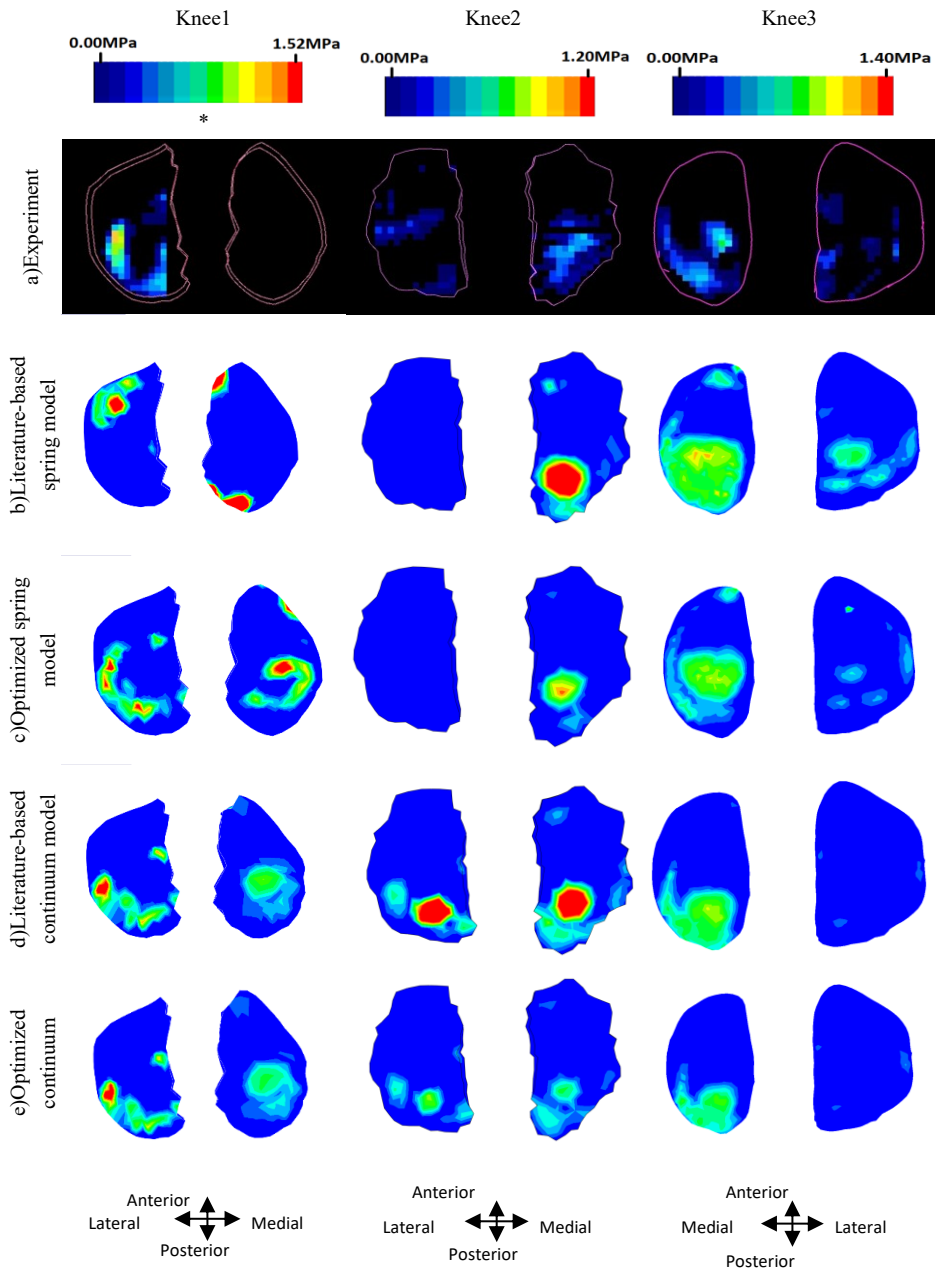 Knee1
Knee2
Knee3
0.00MPa
1.52MPa
0.00MPa
1.20MPa
0.00MPa
1.40MPa
*
a)Experiment
b)Literature-based
spring model
c)Optimized spring
model
d)Literature-based
continuum model
e)Optimized
continuum
Anterior
Lateral
Medial
Posterior
Anterior
Lateral
Medial
Posterior
Anterior
Medial
Lateral
Posterior